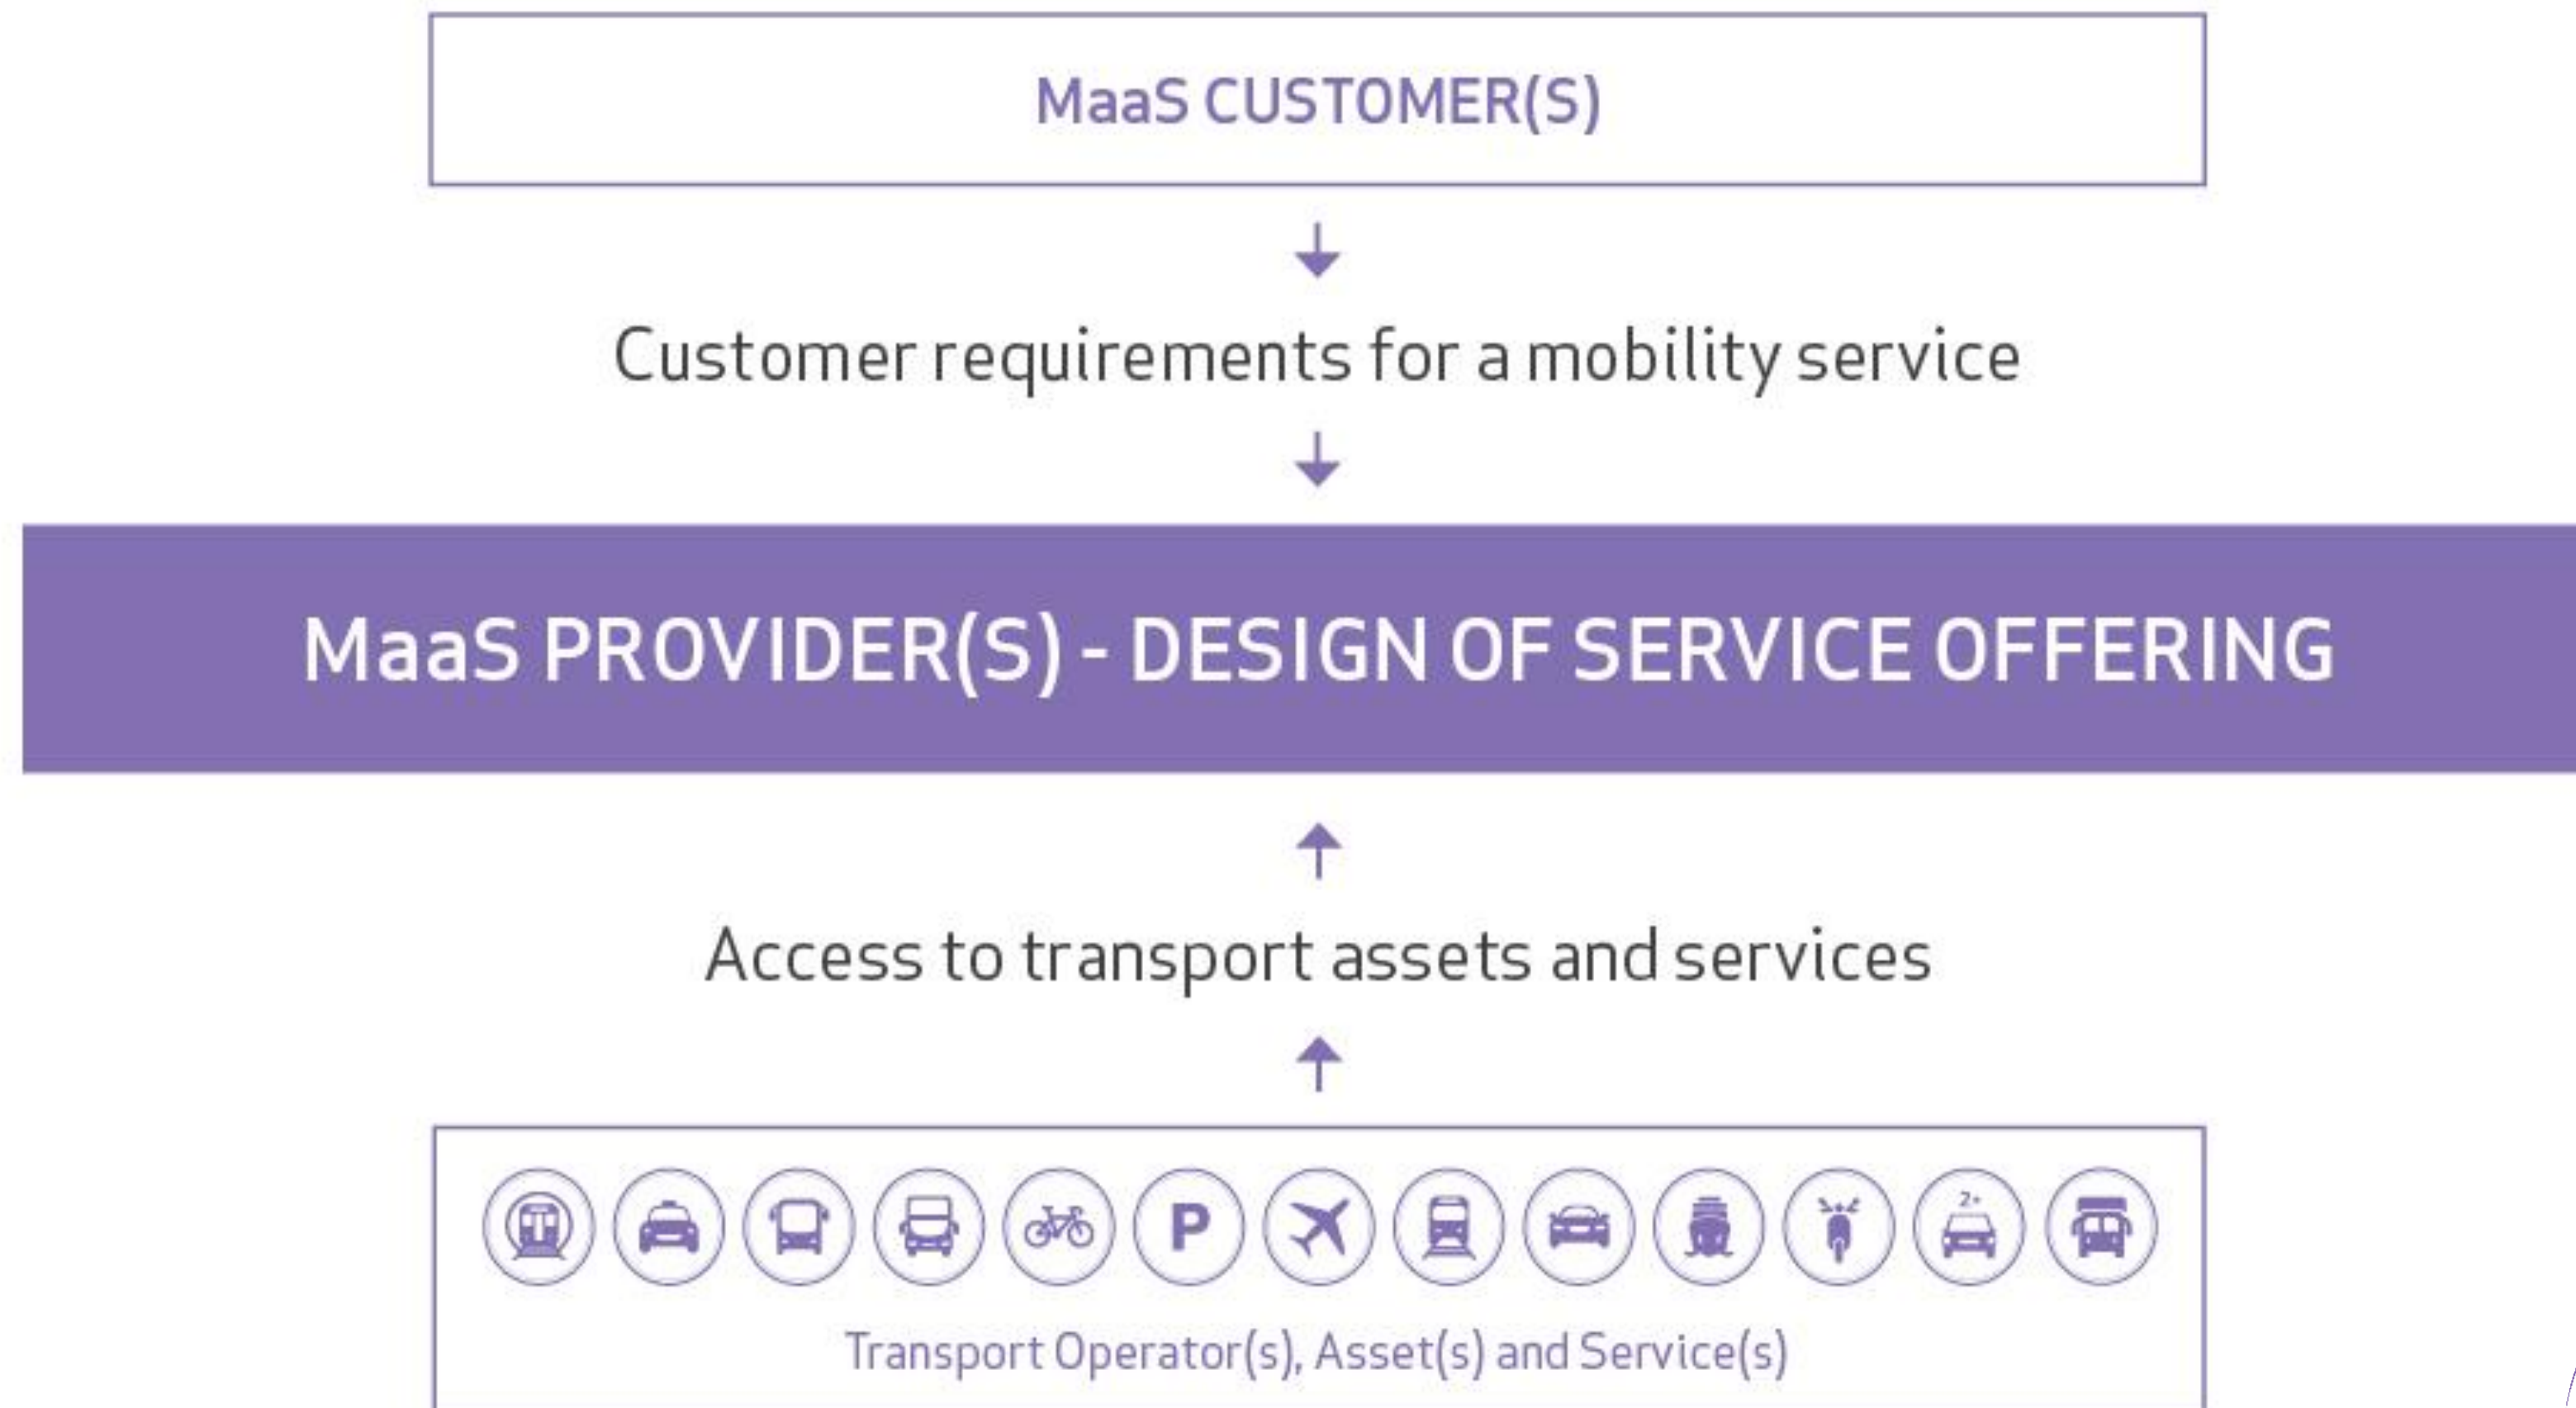 MaaS CUSTOMER(S)
Customer requirements for a mobility service
MaaS PROVIDER(S) - DESIGN OF SERVICE OFFERING
Access to transport assets and services
P
2+
Transport Operator(s), Asset(s) and Service(s)